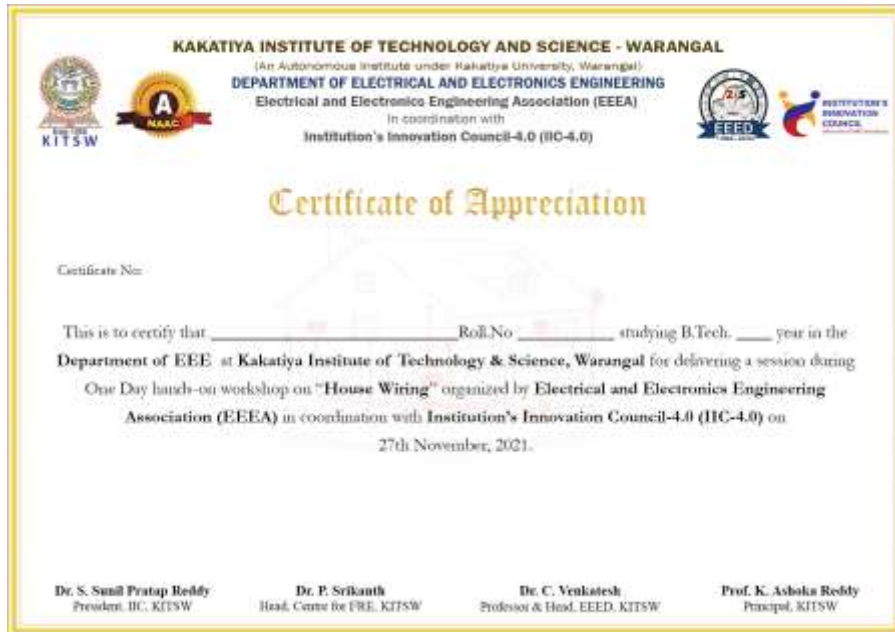 KAKATIYA INSTITUTE OF TECHNOLOGY AND SCIENCE - WARANGAL
(An Autonomous Institute under Kakatiya University, Warangal)
DEPARTMENT OF ELECTRICAL AND ELECTRONICS ENGINEERING
Electrical and Electronics Engineering Association (EEEA)
In coordination with
Institution's Innovation Council-4.0 (IIC-4.0)
KITSW
A
NAAC
EEED
INSTITUTION'S
INNOVATION
COUNCIL
Certificate of Appreciation
Certificate No:
This is to certify that ____ Roll.No ____ studying B.Tech. ____ year in the
Department of EEE at Kakatiya Institute of Technology & Science, Warangal for delivering a session during
One Day hands-on workshop on "House Wiring" organized by Electrical and Electronics Engineering
Association (EEEA) in coordination with Institution's Innovation Council-4.0 (IIC-4.0) on
27th November, 2021.
Dr. S. Sunil Pratap Reddy
President, IIC, KITSW
Dr. P. Srikanth
Head, Centre for FRE, KITSW
Dr. C. Venkatesh
Professor & Head, EEED, KITSW
Prof. K. Ashoka Reddy
Principal, KITSW